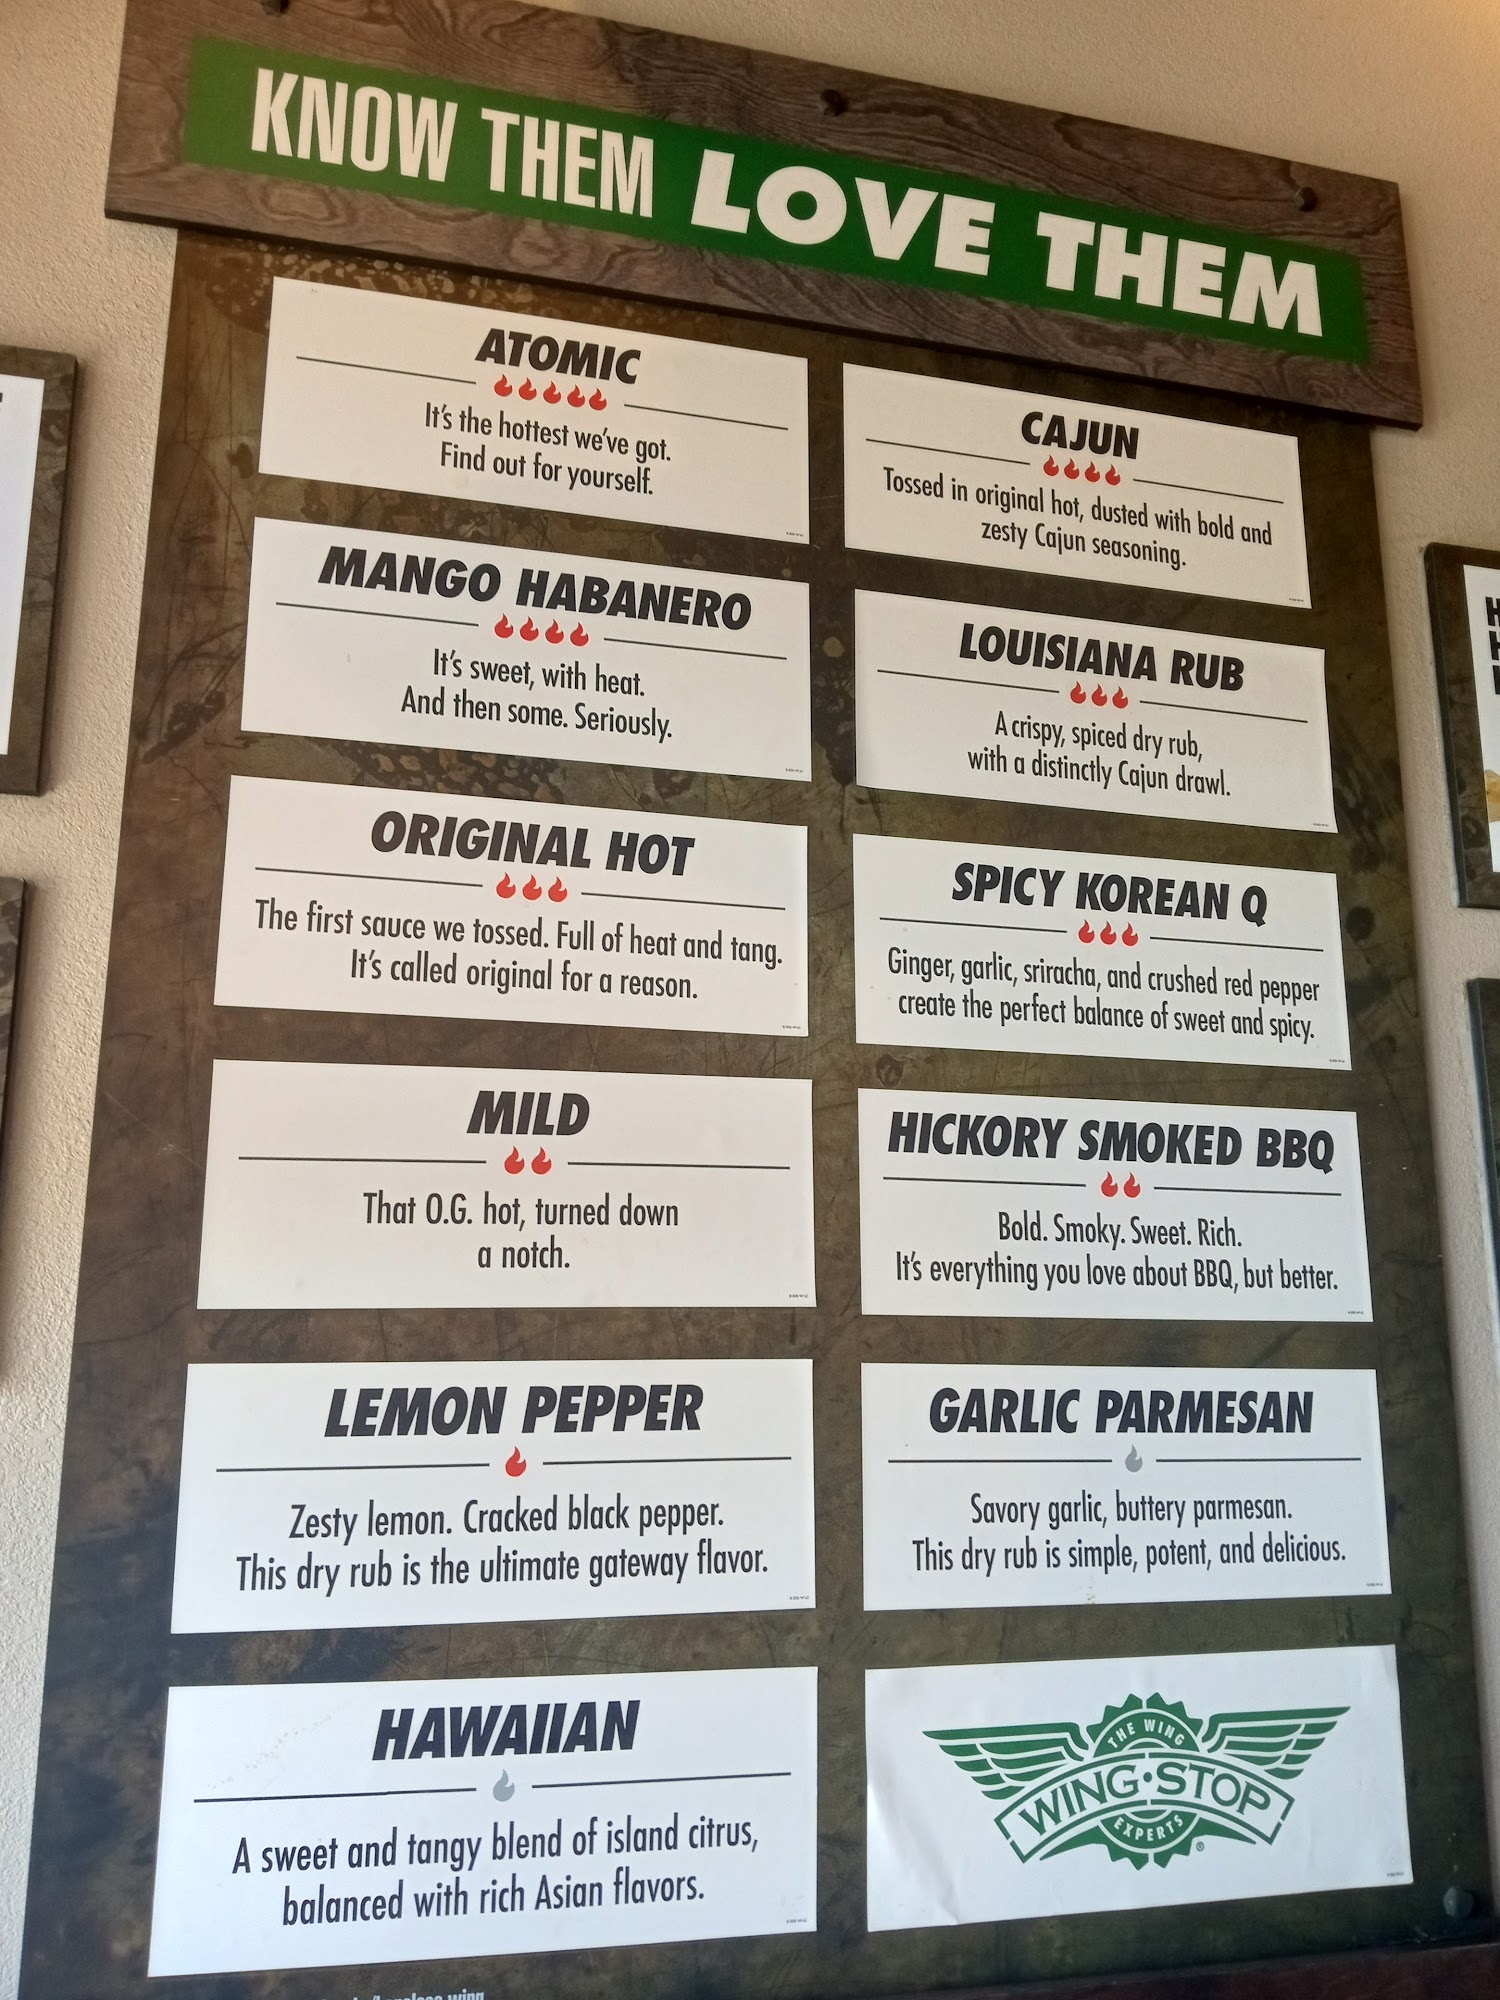 KNOW THEM LOVE THEM
ATOMIC
It's the hottest we've got.
Find out for yourself.
CAJUN
Tossed in original hot, dusted with bold and
zesty Cajun seasoning.
MANGO HABANERO
It's sweet, with heat.
And then some. Seriously.
LOUISIANA RUB
A crispy, spiced dry rub,
with a distinctly Cajun drawl.
ORIGINAL HOT
The first sauce we tossed. Full of heat and tang.
It's called original for a reason.
SPICY KOREAN Q
Ginger, garlic, sriracha, and crushed red pepper
create the perfect balance of sweet and spicy.
MILD
That O.G. hot, turned down
a notch.
HICKORY SMOKED BBQ
Bold. Smoky. Sweet. Rich.
It's everything you love about BBQ, but better.
LEMON PEPPER
Zesty lemon. Cracked black pepper.
This dry rub is the ultimate gateway flavor.
GARLIC PARMESAN
Savory garlic, buttery parmesan.
This dry rub is simple, potent, and delicious.
HAWAIIAN
A sweet and tangy blend of island citrus,
balanced with rich Asian flavors.
THE WING
WING·STOP
EXPERTS
®
wing